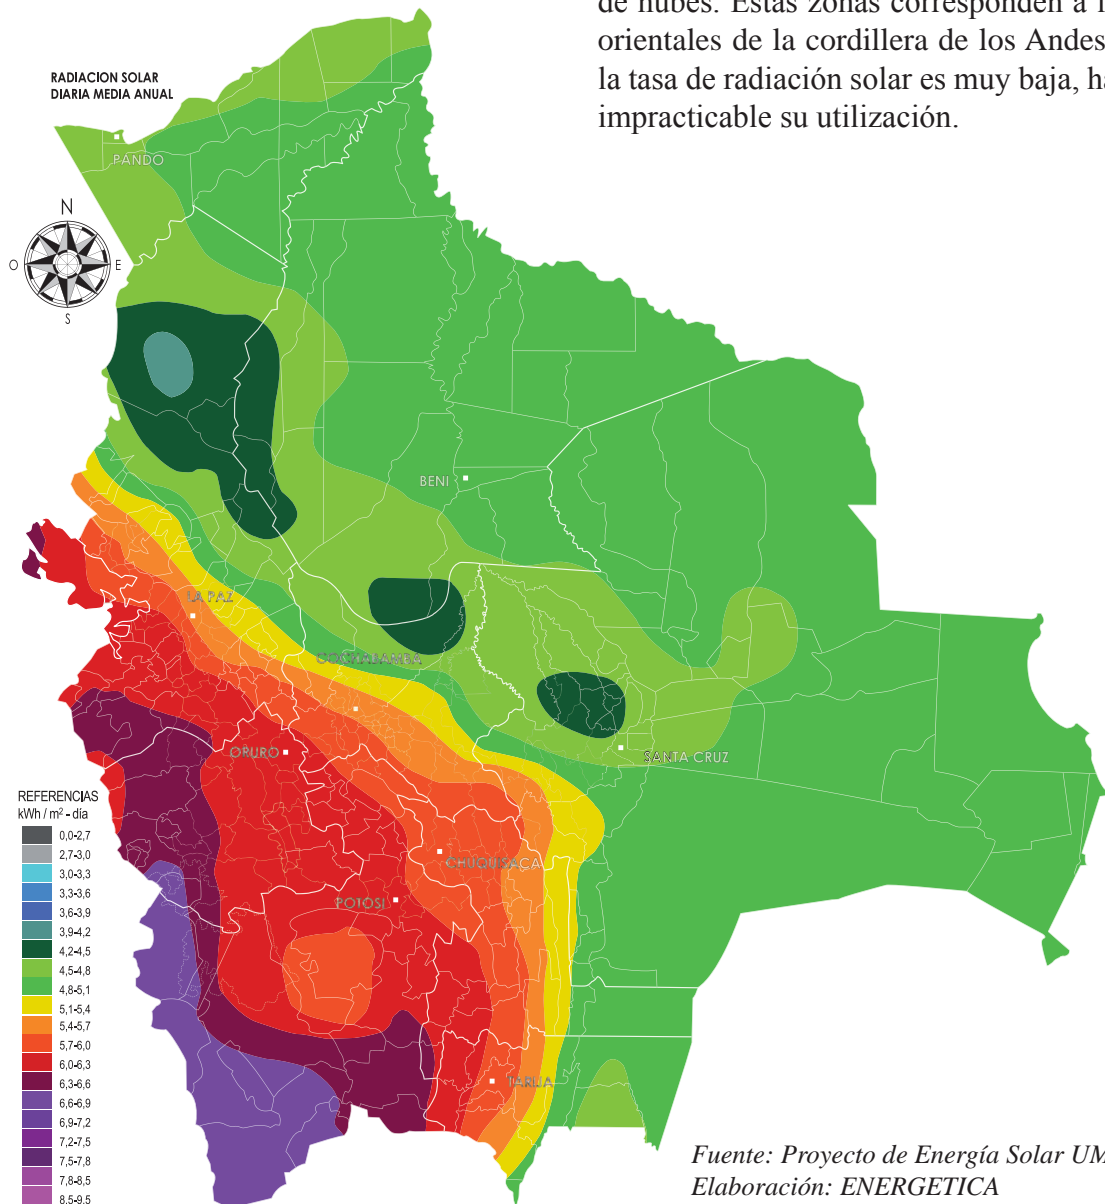 de nubes. Estas zonas corresponden a
orientales de la cordillera de los Andes
la tasa de radiación solar es muy baja,
impracticable su utilización.
RADIACION SOLAR
DIARIA MEDIA ANUAL
PANDO
N
O
E
S
BENI
LA PAZ
COCHABAMBA
ORURO
SANTA CRUZ
CHUQUISACA
POTOSI
TARIJA
REFERENCIAS
kWh / m² - día
0,0-2,7
2,7-3,0
3,0-3,3
3,3-3,6
3,6-3,9
3,9-4,2
4,2-4,5
4,5-4,8
4,8-5,1
5,1-5,4
5,4-5,7
5,7-6,0
6,0-6,3
6,3-6,6
6,6-6,9
6,9-7,2
7,2-7,5
7,5-7,8
7,8-8,5
8,5-9,5
Fuente: Proyecto de Energía Solar
Elaboración: ENERGETICA